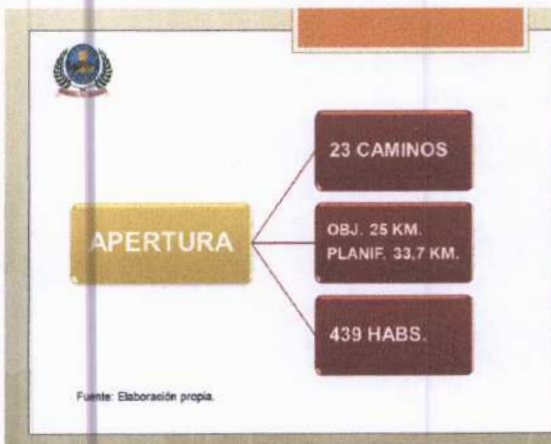 APERTURA
23 CAMINOS
OBJ. 25 KM.
PLANIF. 33,7 KM.
439 HABS.
Fuente: Elaboración propia.